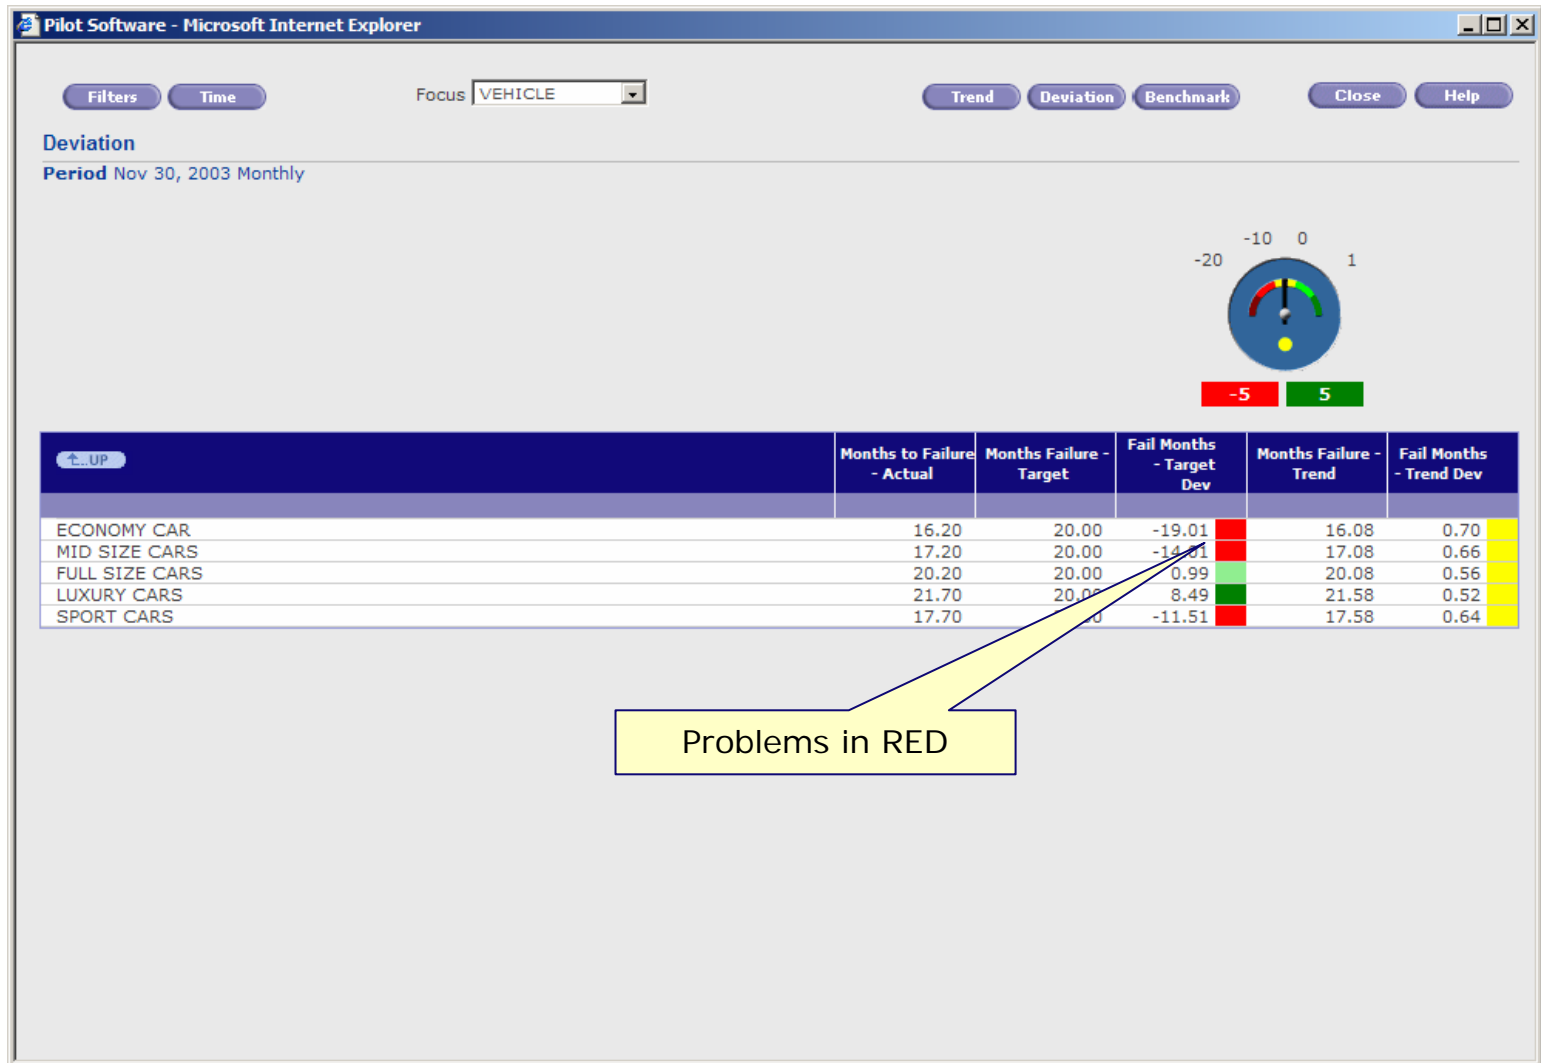 Pilot Software - Microsoft Internet Explorer
Filters Time Focus VEHICLE Trend Deviation Benchmark Close Help
Deviation
Period Nov 30, 2003 Monthly
-10 0
-20 1
-5 5
..UP
Months to Failure - Actual
Months Failure - Target
Fail Months - Target Dev
Months Failure - Trend
Fail Months - Trend Dev
ECONOMY CAR 16.20 20.00 -19.01 16.08 0.70
MID SIZE CARS 17.20 20.00 -14.01 17.08 0.66
FULL SIZE CARS 20.20 20.00 0.99 20.08 0.56
LUXURY CARS 21.70 20.00 8.49 21.58 0.52
SPORT CARS 17.70 -11.51 17.58 0.64
Problems in RED